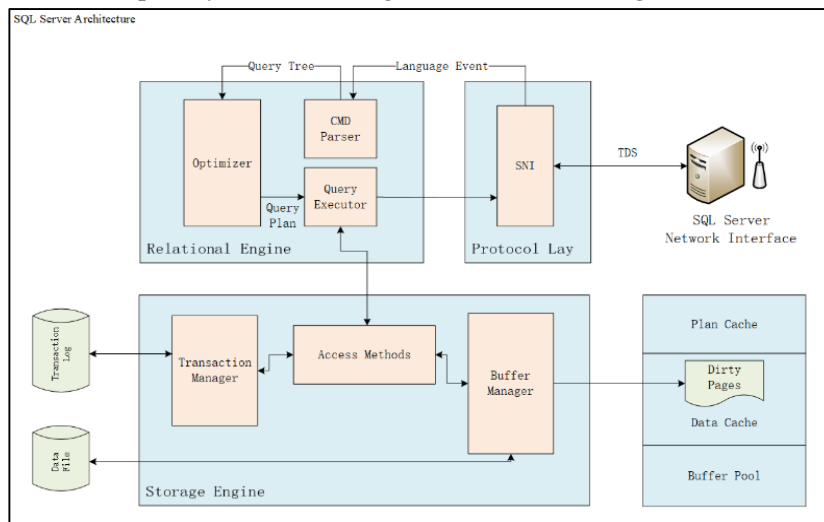 SQL Server Architecture
Query Tree
Language Event
Optimizer
CMD
Parser
SNI
TDS
Query
Plan
Query
Executor
SQL Server
Network Interface
Relational Engine
Protocol Lay
Transaction
Log
Transaction
Manager
Access Methods
Buffer
Manager
Plan Cache
Dirty
Pages
Data Cache
Data
File
Storage Engine
Buffer Pool